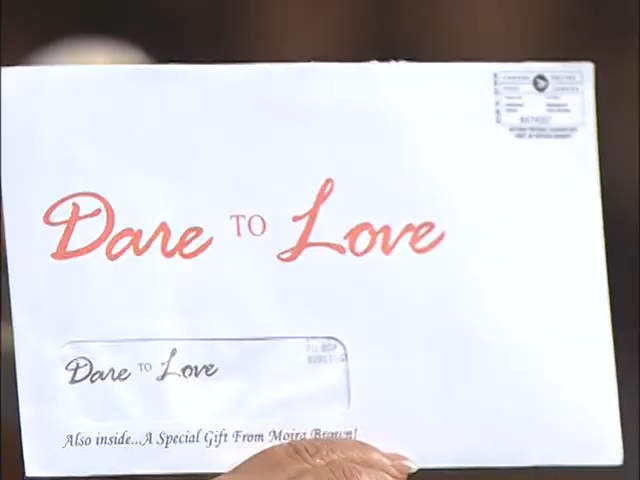 Dare TO Love
Dare TO Love
Also inside...A Special Gift From Moira Brown!